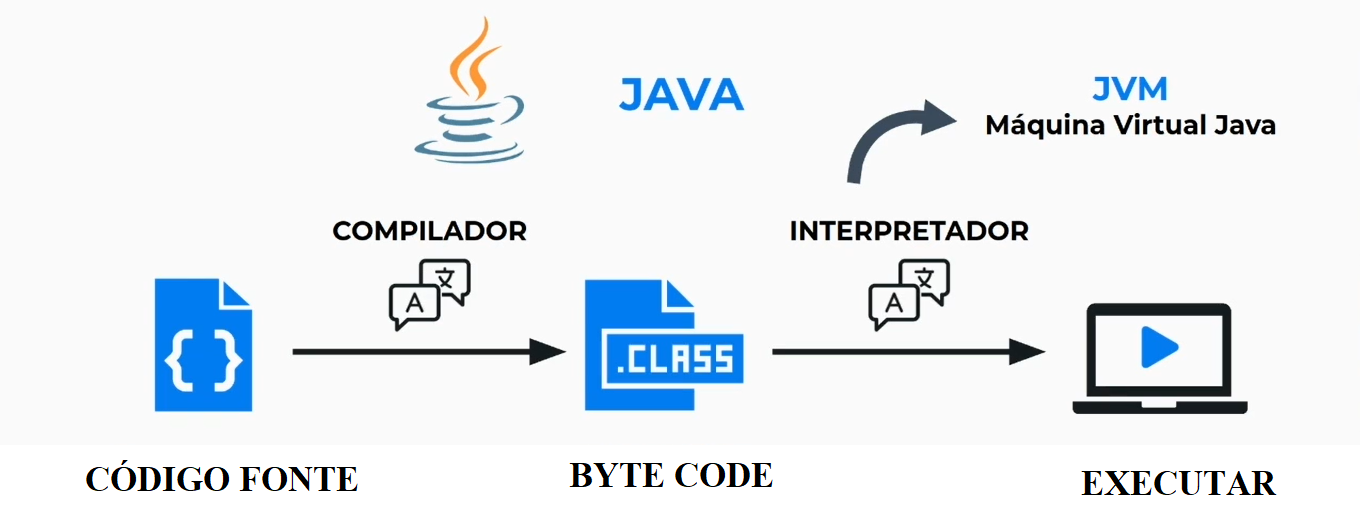 JAVA
JVM
Máquina Virtual Java
COMPILADOR
INTERPRETADOR
A 文
A 文
{ }
.CLASS
CÓDIGO FONTE
BYTE CODE
EXECUTAR